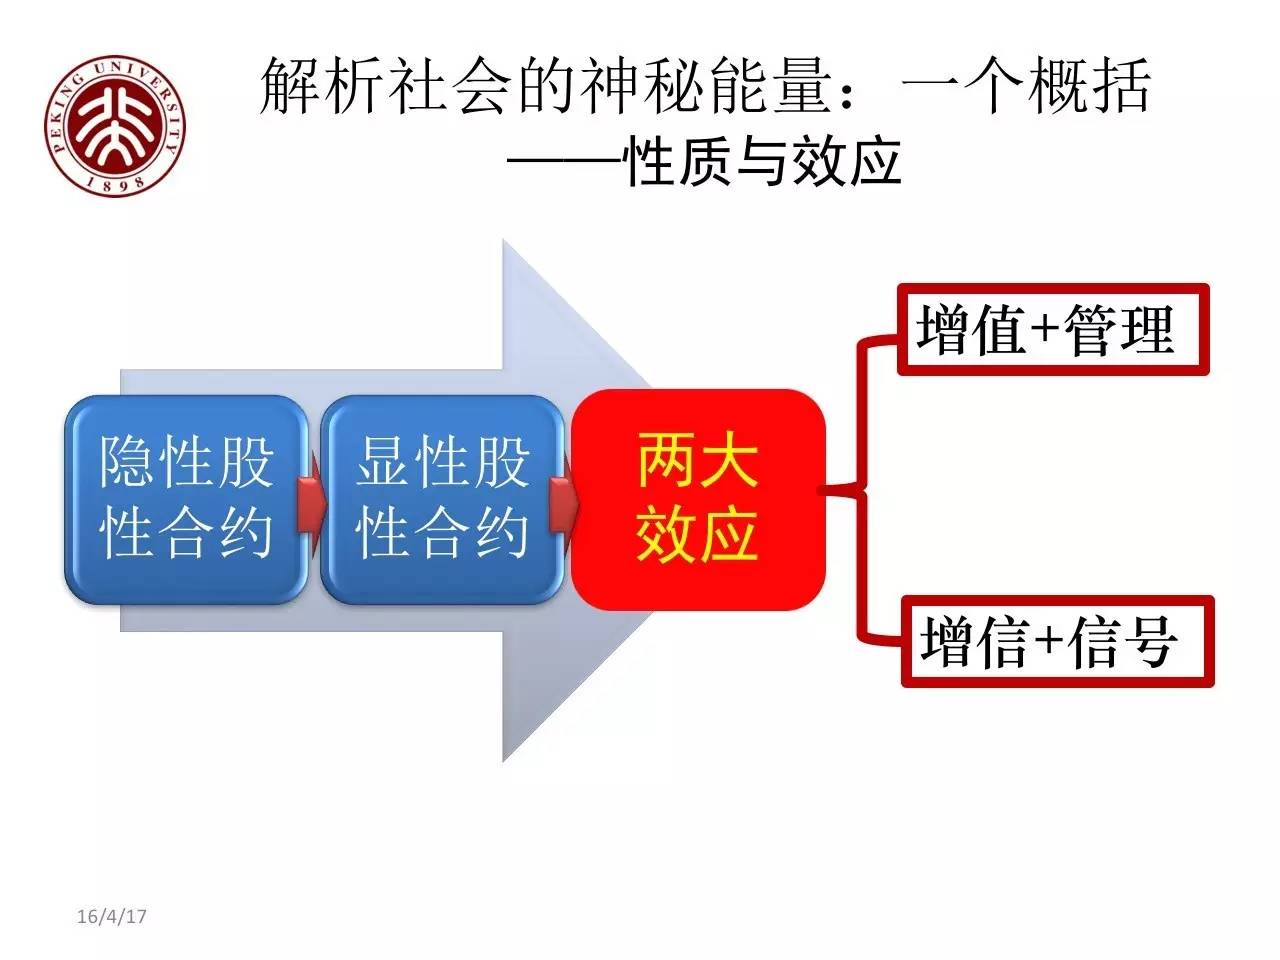 PEKING UNIVERSITY
1898
解析社会的神秘能量：一个概括
——性质与效应
隐性股
性合约
显性股
性合约
两大
效应
增值+管理
增信+信号
16/4/17